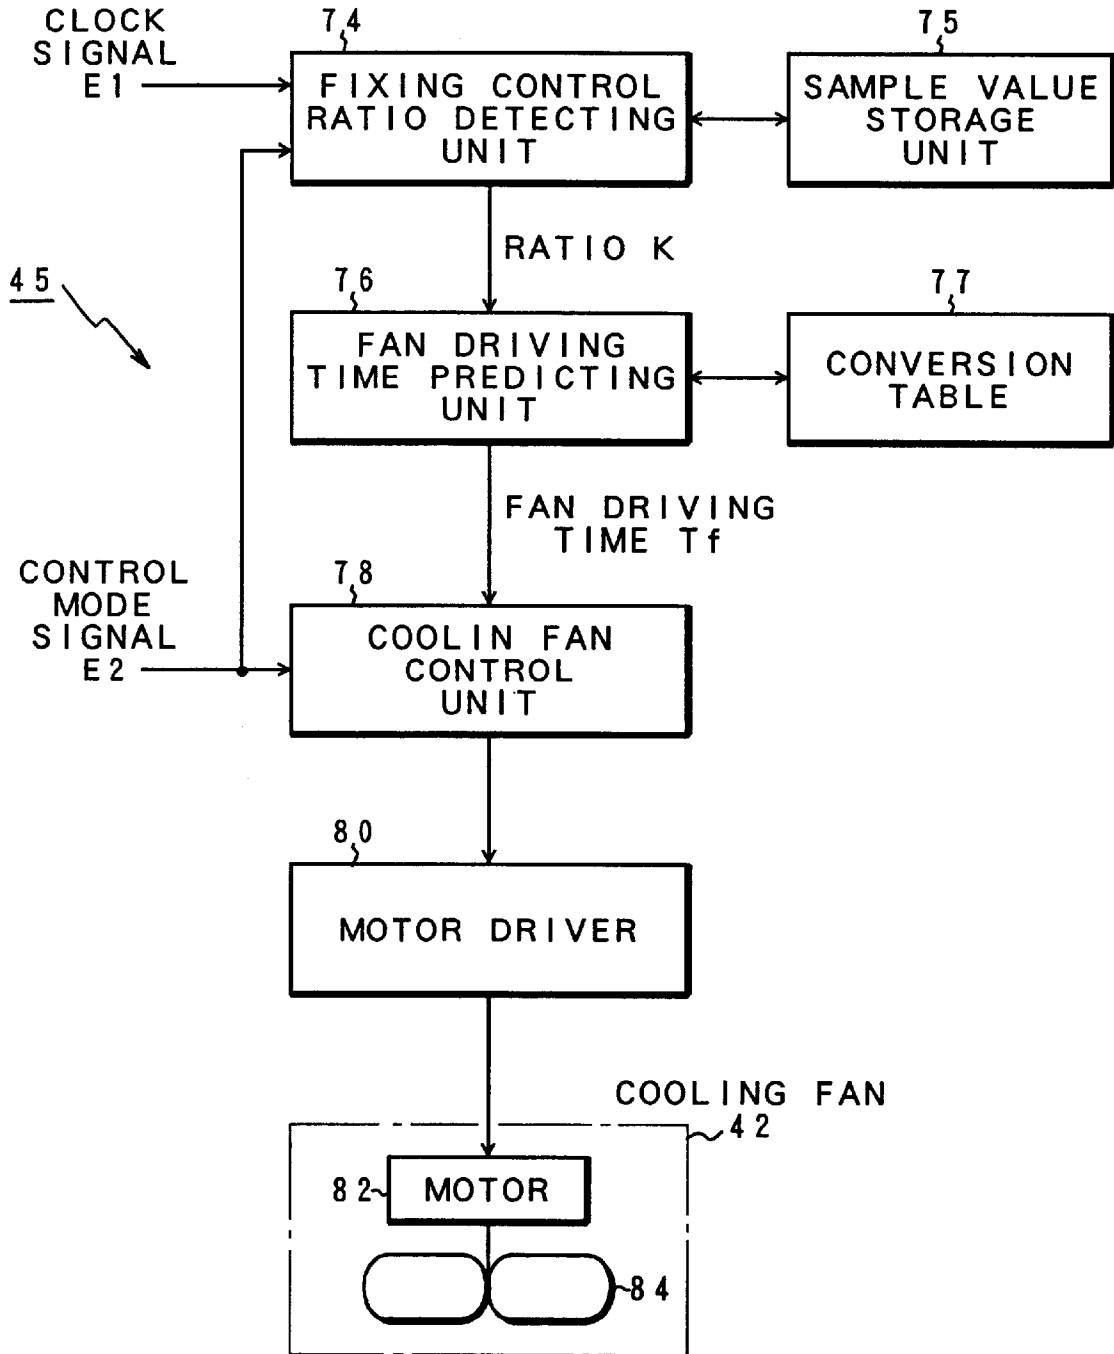 CLOCK
SIGNAL
E1
74
FIXING CONTROL
RATIO DETECTING
UNIT
75
SAMPLE VALUE
STORAGE
UNIT
RATIO K
45
76
FAN DRIVING
TIME PREDICTING
UNIT
77
CONVERSION
TABLE
FAN DRIVING
TIME Tf
CONTROL
MODE
SIGNAL
E2
78
COOLIN FAN
CONTROL
UNIT
80
MOTOR DRIVER
COOLING FAN
42
82
MOTOR
84